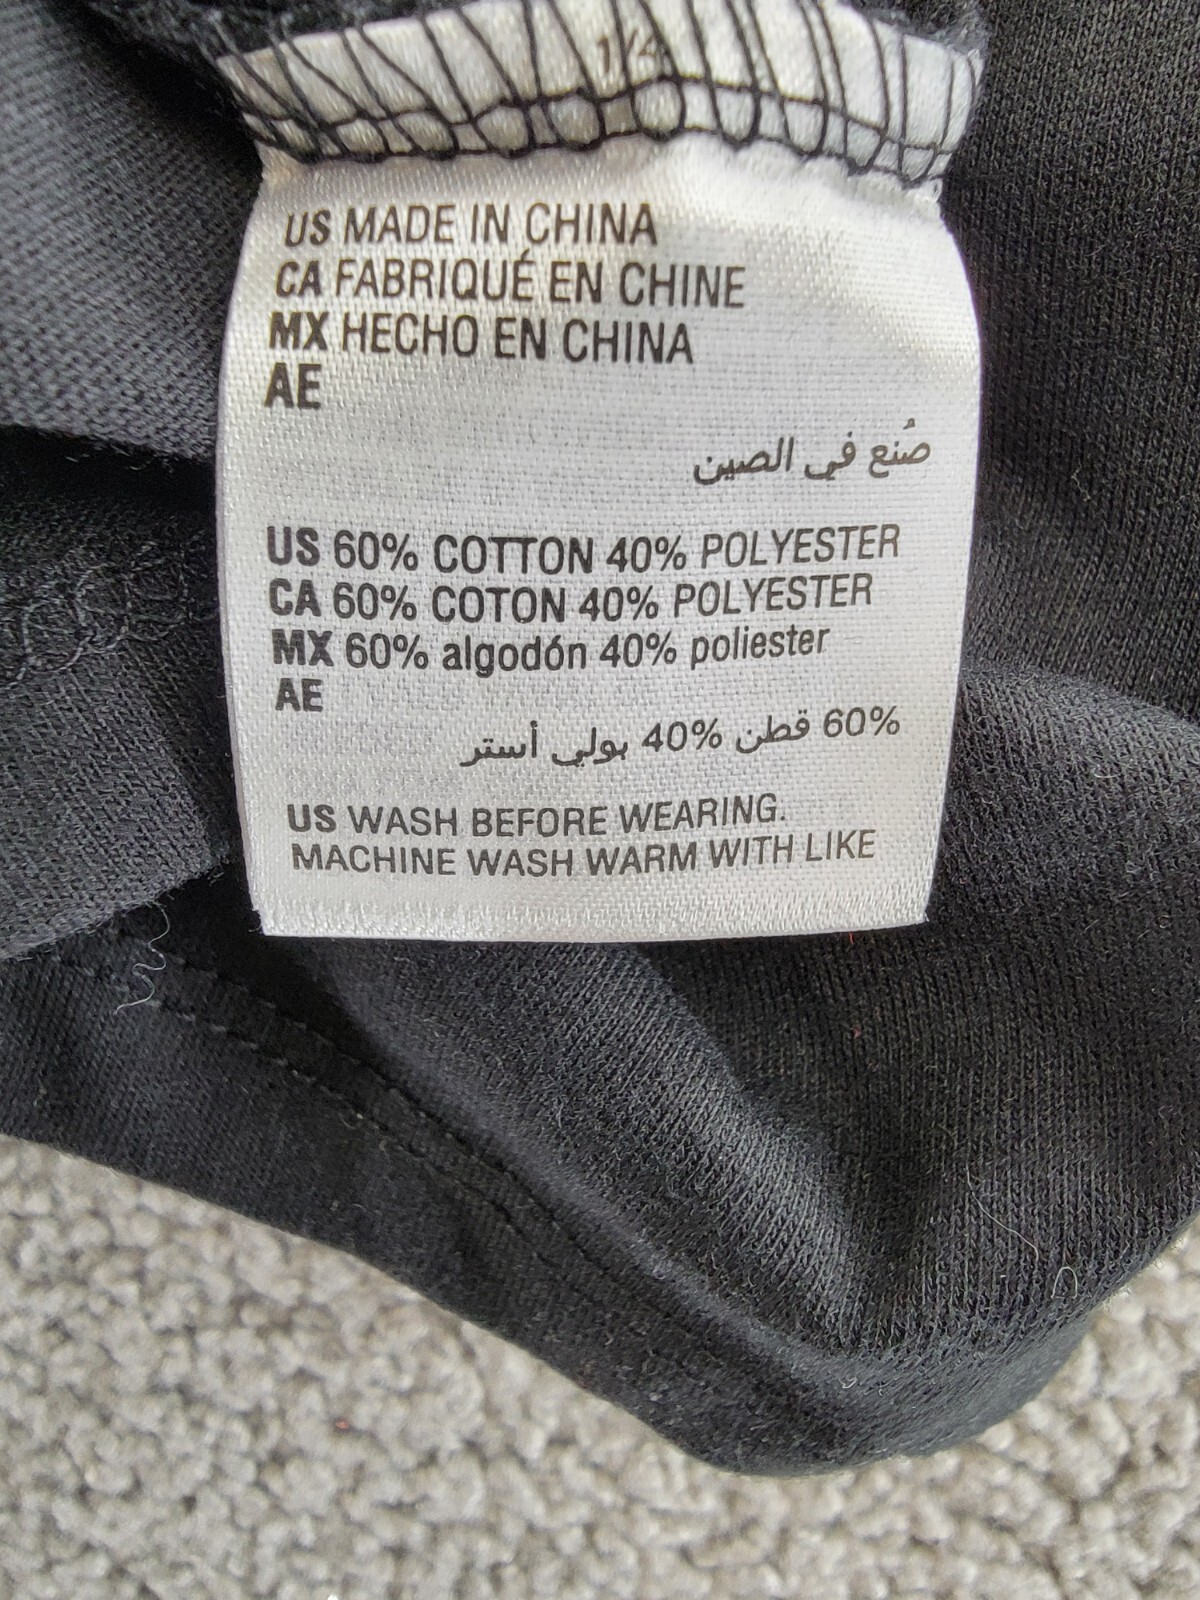 1/4
US MADE IN CHINA
CA FABRIQUÉ EN CHINE
MX HECHO EN CHINA
AE
صُنع في الصين
US 60% COTTON 40% POLYESTER
CA 60% COTON 40% POLYESTER
MX 60% algodón 40% poliester
AE
60% قطن 40% بولي أستر
US WASH BEFORE WEARING.
MACHINE WASH WARM WITH LIKE